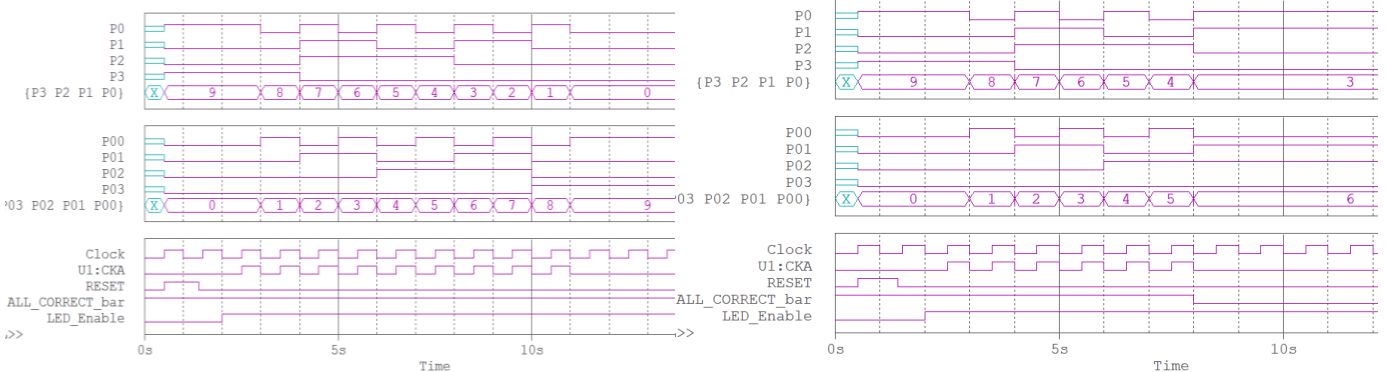 P0
P1
P2
P3
{P3 P2 P1 P0} X 9 8 7 6 5 4 3 2 1 0
P00
P01
P02
P03
03 P02 P01 P00} X 0 1 2 3 4 5 6 7 8 9
Clock
U1:CKA
RESET
ALL_CORRECT_bar
LED_Enable
>>
0s 5s 10s
Time
P0
P1
P2
P3
{P3 P2 P1 P0} X 9 8 7 6 5 4 3
P00
P01
P02
P03
03 P02 P01 P00} X 0 1 2 3 4 5 6
Clock
U1:CKA
RESET
ALL_CORRECT_bar
LED_Enable
>>
0s 5s 10s
Time